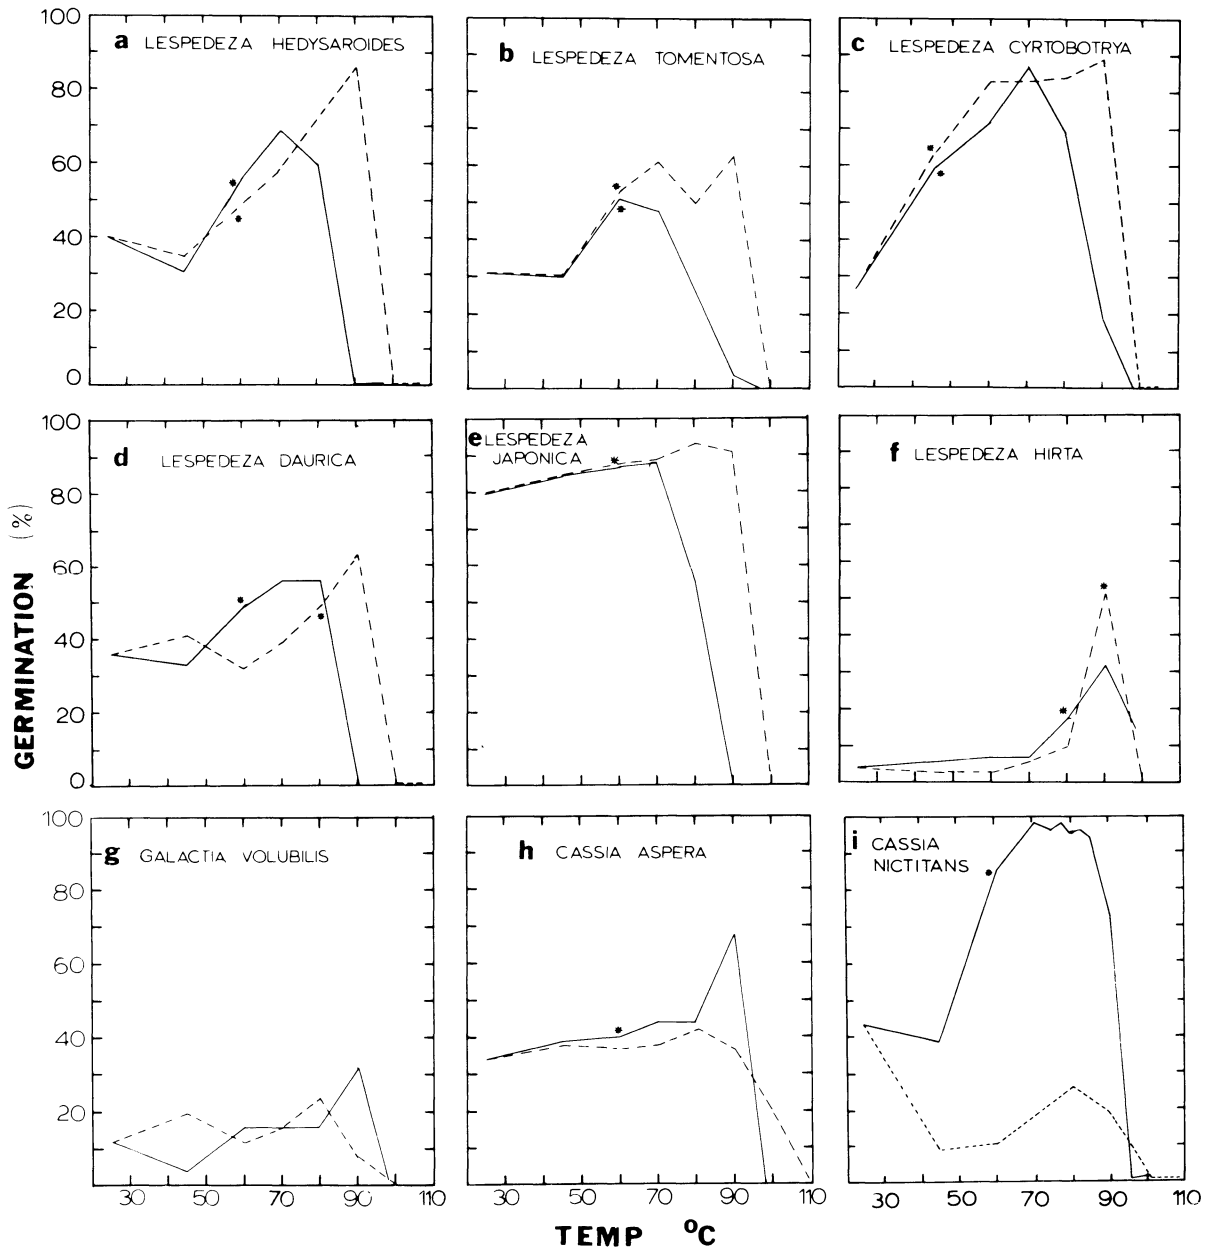 100
80
60
40
20
0
a LESPEDEZA HEDYSAROIDES
b LESPEDEZA TOMENTOSA
c LESPEDEZA CYRTOBOTRYA
100
80
60
40
20
0
d LESPEDEZA DAURICA
e LESPEDEZA
JAPONICA
f LESPEDEZA HIRTA
GERMINATION (%)
100
80
60
40
20
g GALACTIA VOLUBILIS
h CASSIA ASPERA
i CASSIA
NICTITANS
30 50 70 90 110
30 50 70 90 110
30 50 70 90 110
TEMP °C